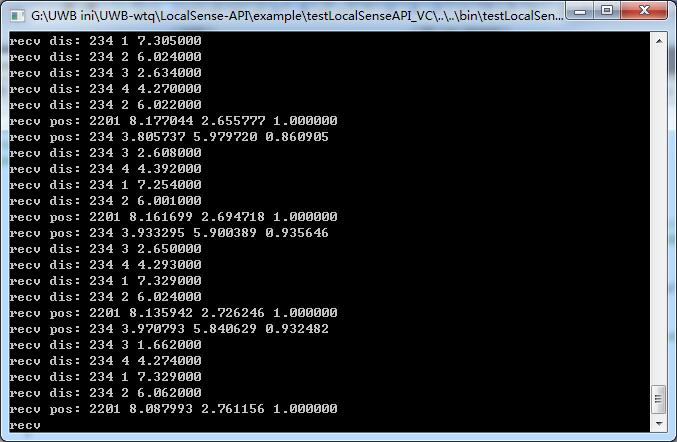 G:\UWB ini\UWB-wtq\LocalSense-API\example\testLocalSenseAPI_VC\..\..\bin\testLocalSen...
recv dis: 234 1 7.305000
recv dis: 234 2 6.024000
recv dis: 234 3 2.634000
recv dis: 234 4 4.270000
recv dis: 234 2 6.022000
recv pos: 2201 8.177044 2.655777 1.000000
recv pos: 234 3.805737 5.979720 0.860905
recv dis: 234 3 2.608000
recv dis: 234 4 4.392000
recv dis: 234 1 7.254000
recv dis: 234 2 6.001000
recv pos: 2201 8.161699 2.694718 1.000000
recv pos: 234 3.933295 5.900389 0.935646
recv dis: 234 3 2.650000
recv dis: 234 4 4.293000
recv dis: 234 1 7.329000
recv dis: 234 2 6.024000
recv pos: 2201 8.135942 2.726246 1.000000
recv pos: 234 3.970793 5.840629 0.932482
recv dis: 234 3 1.662000
recv dis: 234 4 4.274000
recv dis: 234 1 7.329000
recv dis: 234 2 6.062000
recv pos: 2201 8.087993 2.761156 1.000000
recv